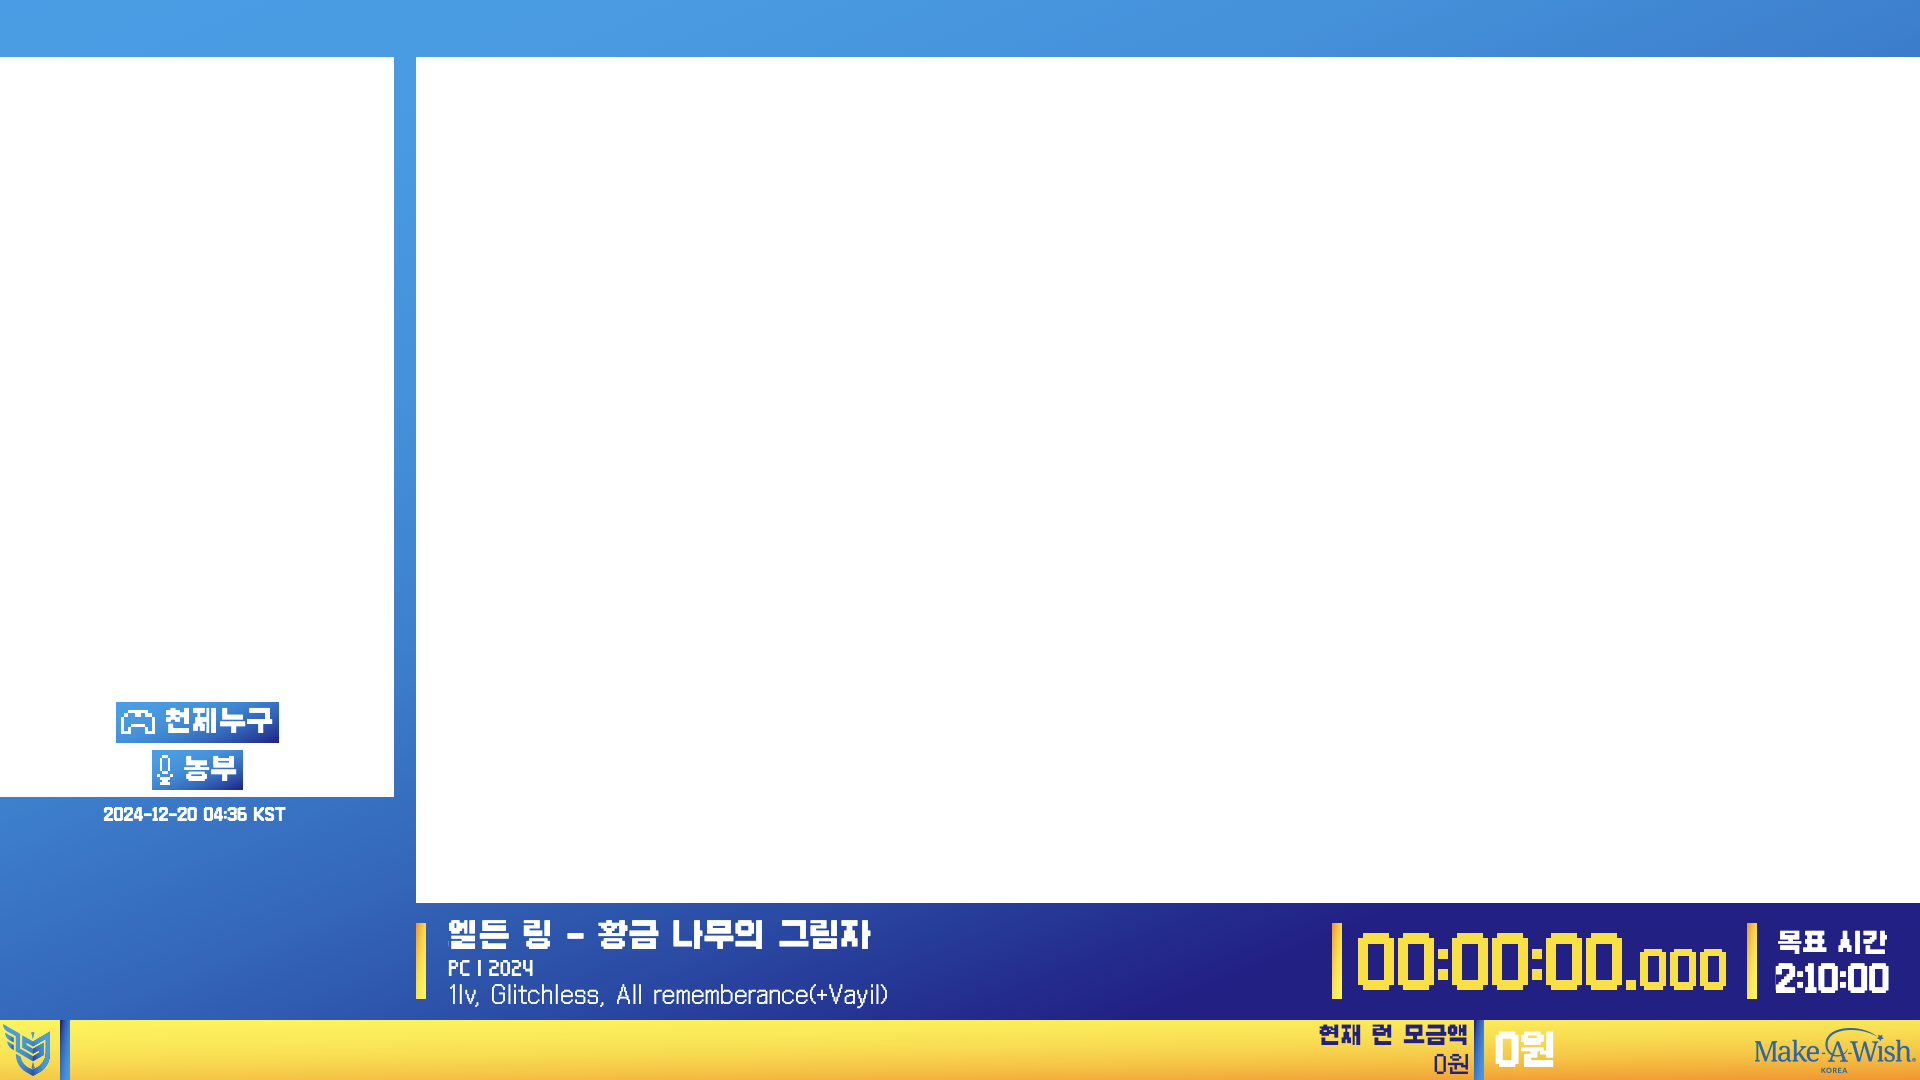 천제누구
농부
2024-12-20 04:36 KST
엘든 링 - 황금 나무의 그림자
PC | 2024
1lv, Glitchless, All rememberance(+Vayil)
00:00:00.000
목표 시간
2:10:00
현재 런 모금액
0원
0원
Make-A-Wish®
KOREA